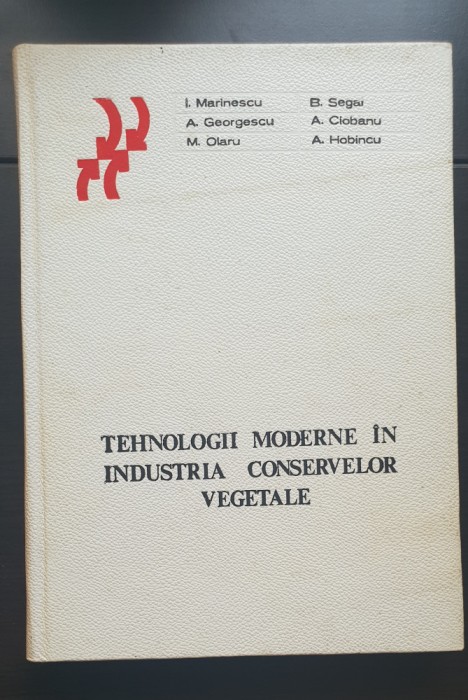 I. Marinescu B. Segal
A. Georgescu A. Ciobanu
M. Olaru A. Hobincu
TEHNOLOGII MODERNE ÎN
INDUSTRIA CONSERVELOR
VEGETALE